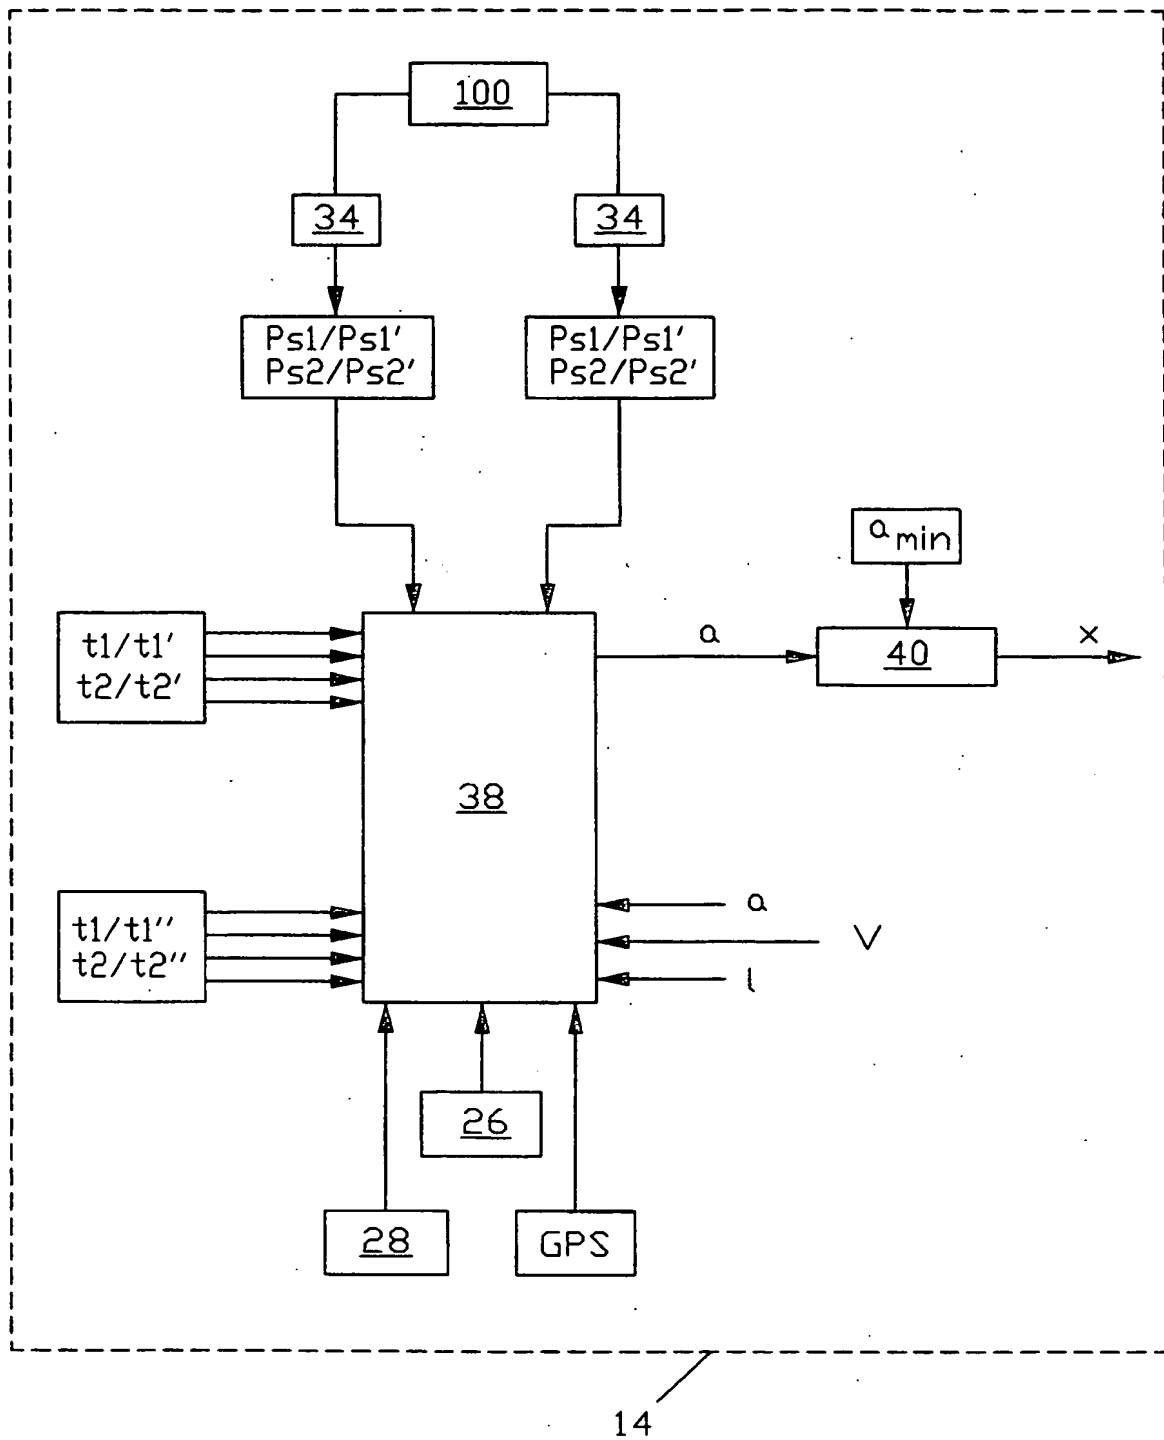 100
34 34
Ps1/Ps1' Ps1/Ps1'
Ps2/Ps2' Ps2/Ps2'
a min
t1/t1'
t2/t2'
a
40
x
38
t1/t1''
t2/t2''
a
V
l
26
28
GPS
14